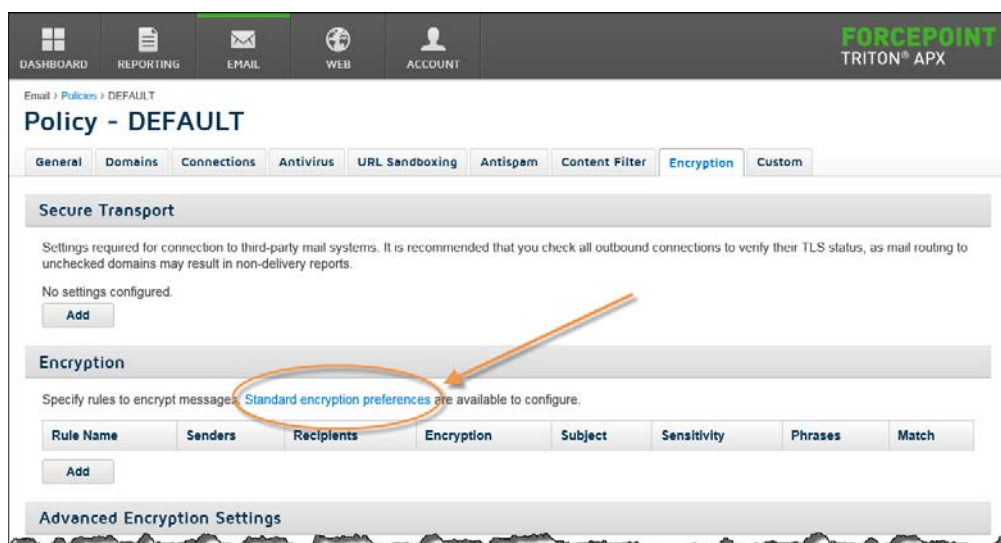 DASHBOARD REPORTING EMAIL WEB ACCOUNT
FORCEPOINT
TRITON® APX
Email > Policies > DEFAULT
Policy - DEFAULT
General Domains Connections Antivirus URL Sandboxing Antispam Content Filter Encryption Custom
Secure Transport
Settings required for connection to third-party mail systems. It is recommended that you check all outbound connections to verify their TLS status, as mail routing to
unchecked domains may result in non-delivery reports.
No settings configured.
Add
Encryption
Specify rules to encrypt messages. Standard encryption preferences are available to configure.
Rule Name Senders Recipients Encryption Subject Sensitivity Phrases Match
Add
Advanced Encryption Settings